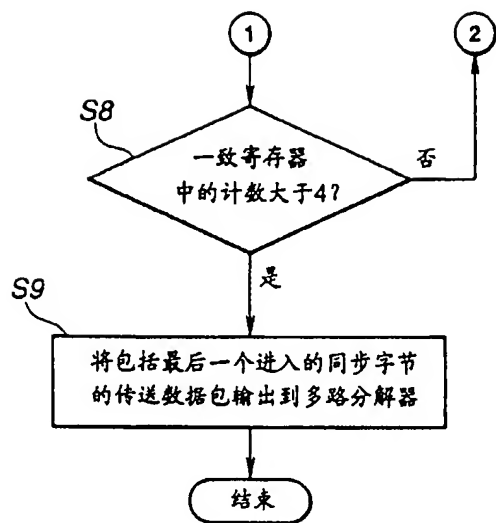 1
2
S8
一致寄存器
中的计数大于4?
否
是
S9
将包括最后一个进入的同步字节
的传送数据包输出到多路分解器
结束